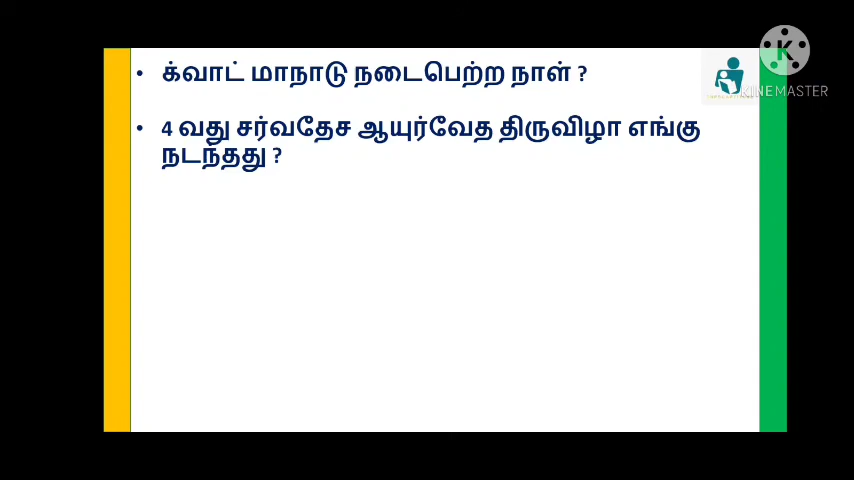 • க்வாட் மாநாடு நடைபெற்ற நாள் ?
• 4 வது சர்வதேச ஆயுர்வேத திருவிழா எங்கு
நடந்தது ?
K
KINEMASTER